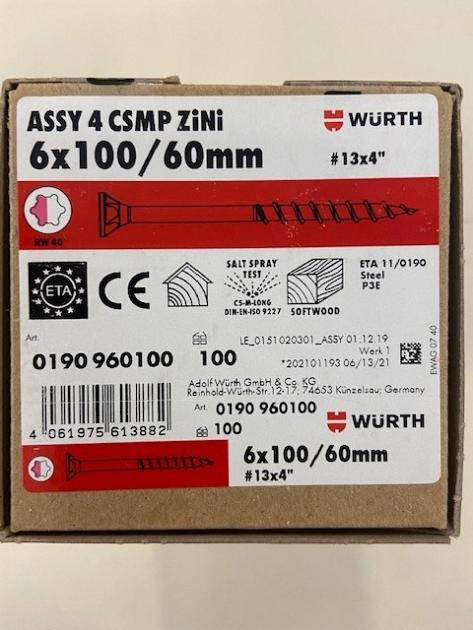 ASSY 4 CSMP ZiNi
WÜRTH
6x100/60mm
#13x4"
RW 40
ETA
CE
SALT SPRAY
TEST
C5-M-LONG
DIN-EN-ISO 9227
SOFTWOOD
ETA 11/0190
Steel
P3E
Art.
0190 960100
100
LE_0151020301_ASSY 01.12.19
Werk 1
*202101193 06/13/21
EWAG 07 40
Adolf Würth GmbH & Co. KG
Reinhold-Würth-Str.12-17, 74653 Künzelsau; Germany
Art. 0190 960100
100
WÜRTH
4 061975 613882
6x100/60mm
#13x4"